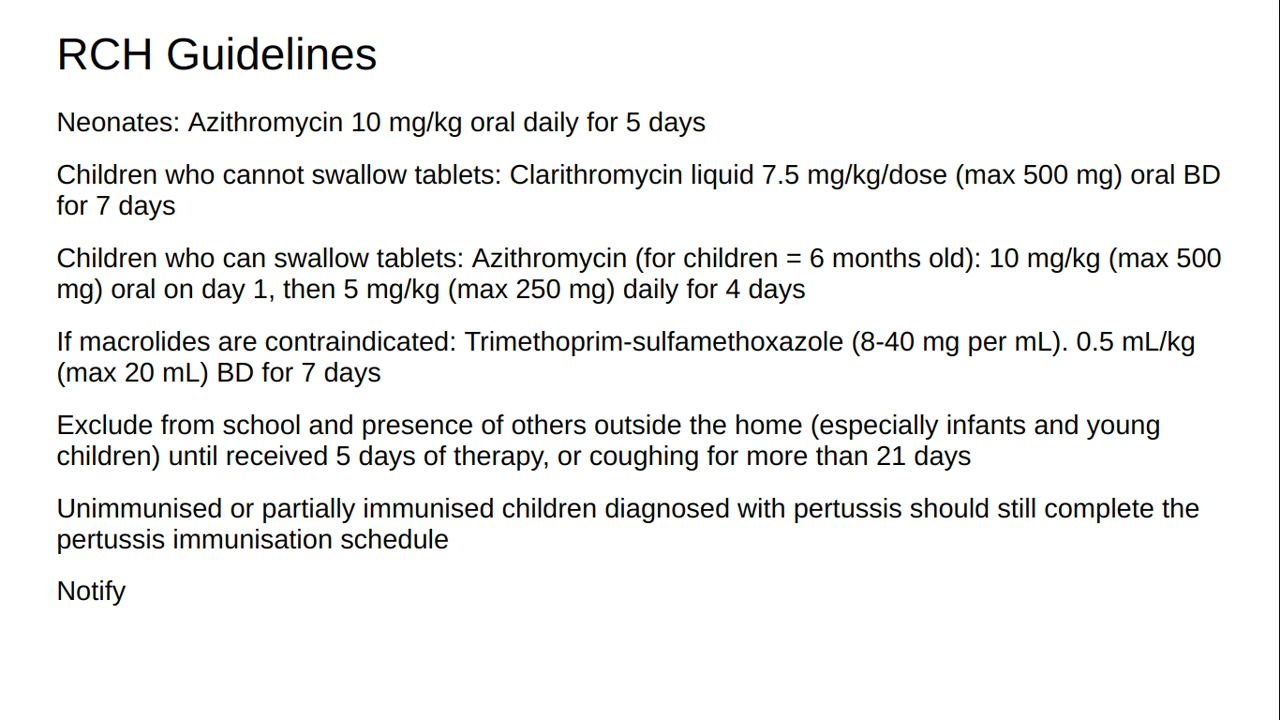 RCH Guidelines
Neonates: Azithromycin 10 mg/kg oral daily for 5 days
Children who cannot swallow tablets: Clarithromycin liquid 7.5 mg/kg/dose (max 500 mg) oral BD
for 7 days
Children who can swallow tablets: Azithromycin (for children = 6 months old): 10 mg/kg (max 500
mg) oral on day 1, then 5 mg/kg (max 250 mg) daily for 4 days
If macrolides are contraindicated: Trimethoprim-sulfamethoxazole (8-40 mg per mL). 0.5 mL/kg
(max 20 mL) BD for 7 days
Exclude from school and presence of others outside the home (especially infants and young
children) until received 5 days of therapy, or coughing for more than 21 days
Unimmunised or partially immunised children diagnosed with pertussis should still complete the
pertussis immunisation schedule
Notify